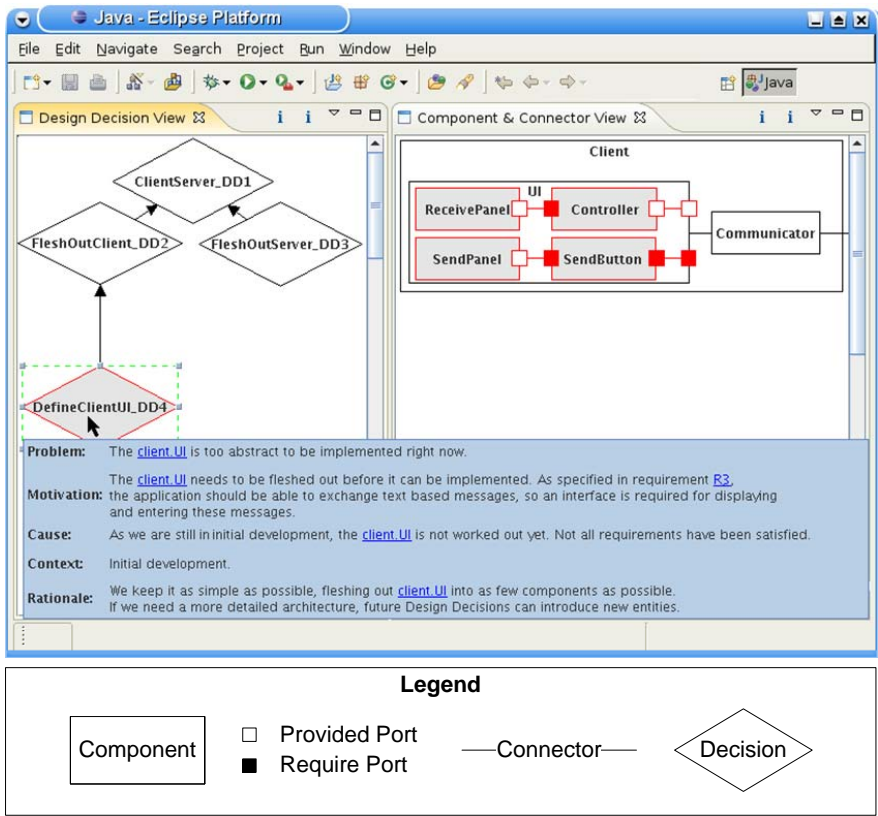 Java - Eclipse Platform
File Edit Navigate Search Project Run Window Help
Java
Design Decision View
Component & Connector View
ClientServer_DD1
FleshOutClient_DD2
FleshOutServer_DD3
DefineClientUI_DD4
Client
UI
ReceivePanel
Controller
SendPanel
SendButton
Communicator
Problem: The client.UI is too abstract to be implemented right now.
The client.UI needs to be fleshed out before it can be implemented. As specified in requirement R3,
Motivation: the application should be able to exchange text based messages, so an interface is required for displaying
and entering these messages.
Cause: As we are still in initial development, the client.UI is not worked out yet. Not all requirements have been satisfied.
Context: Initial development.
Rationale: We keep it as simple as possible, fleshing out client.UI into as few components as possible.
If we need a more detailed architecture, future Design Decisions can introduce new entities.
Legend
Component
Provided Port
Require Port
Connector
Decision